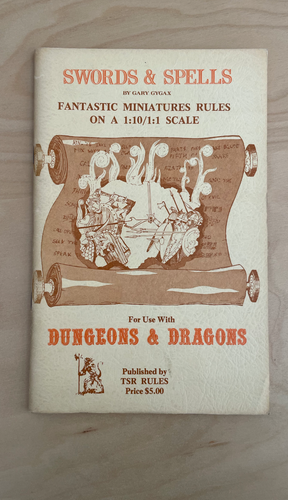 SWORDS & SPELLS
BY GARY GYGAX
FANTASTIC MINIATURES RULES
ON A 1:10/1:1 SCALE
For Use With
DUNGEONS & DRAGONS
Published by
TSR RULES
Price $5.00